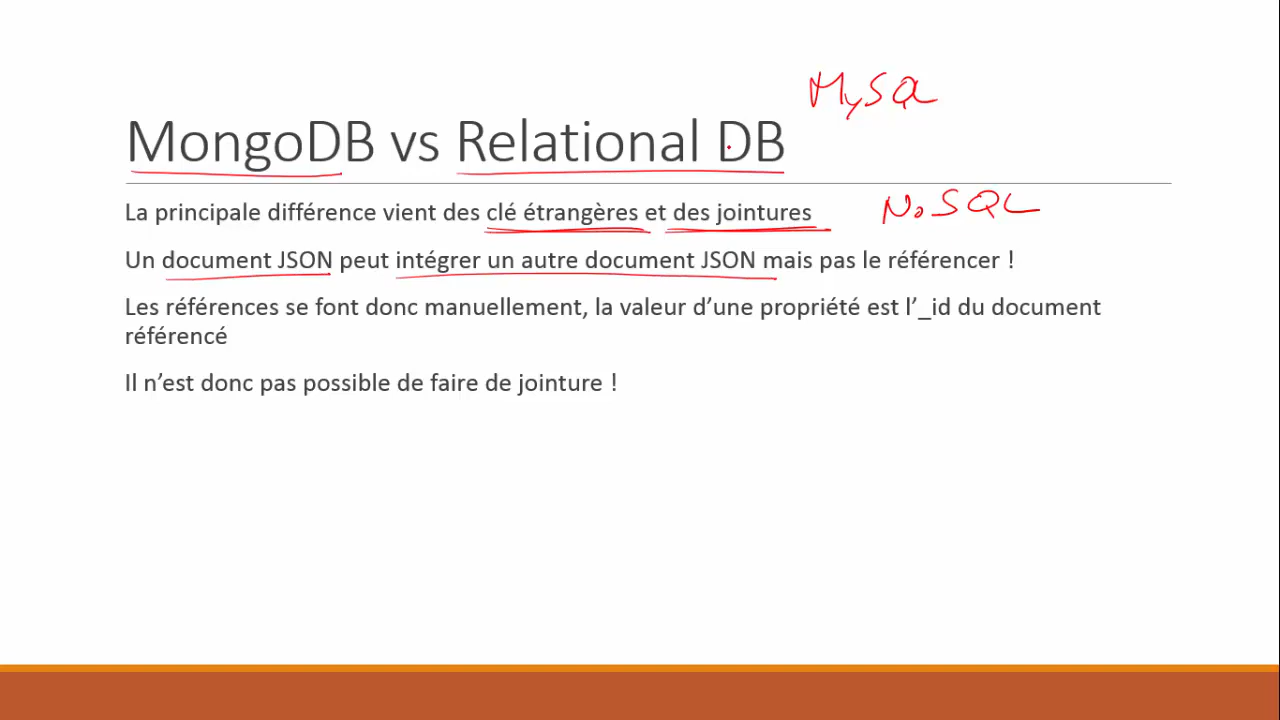 MySQL
MongoDB vs Relational DB
La principale différence vient des clé étrangères et des jointures
NoSQL
Un document JSON peut intégrer un autre document JSON mais pas le référencer !
Les références se font donc manuellement, la valeur d’une propriété est l’_id du document
référencé
Il n’est donc pas possible de faire de jointure !